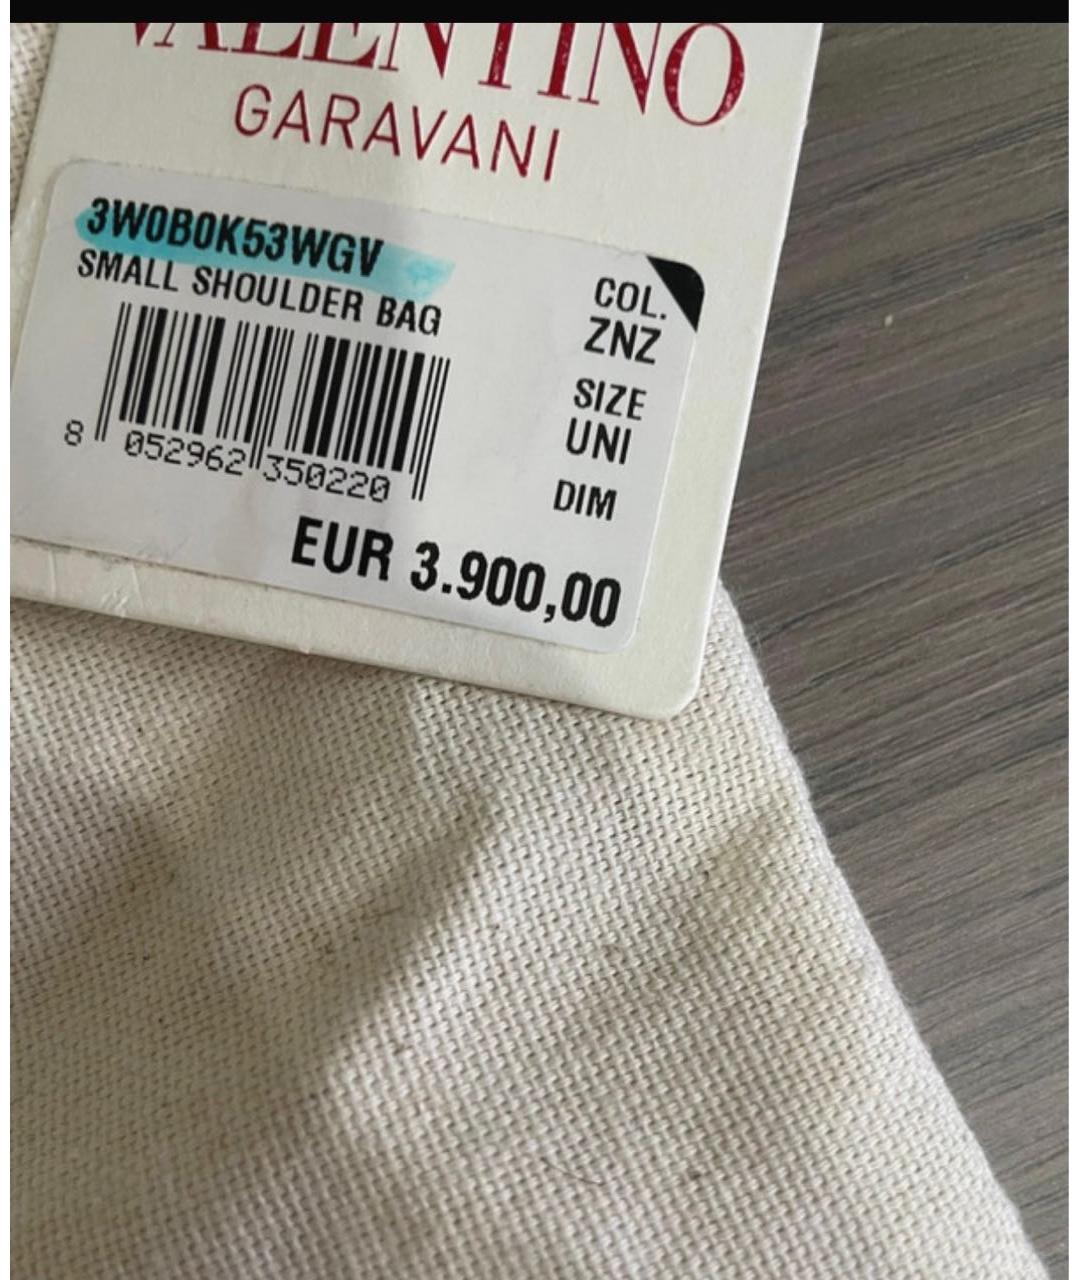 VALENTINO
GARAVANI
3W0B0K53WGV
SMALL SHOULDER BAG
COL.
ZNZ
SIZE
UNI
DIM
8 052962 350220
EUR 3.900,00